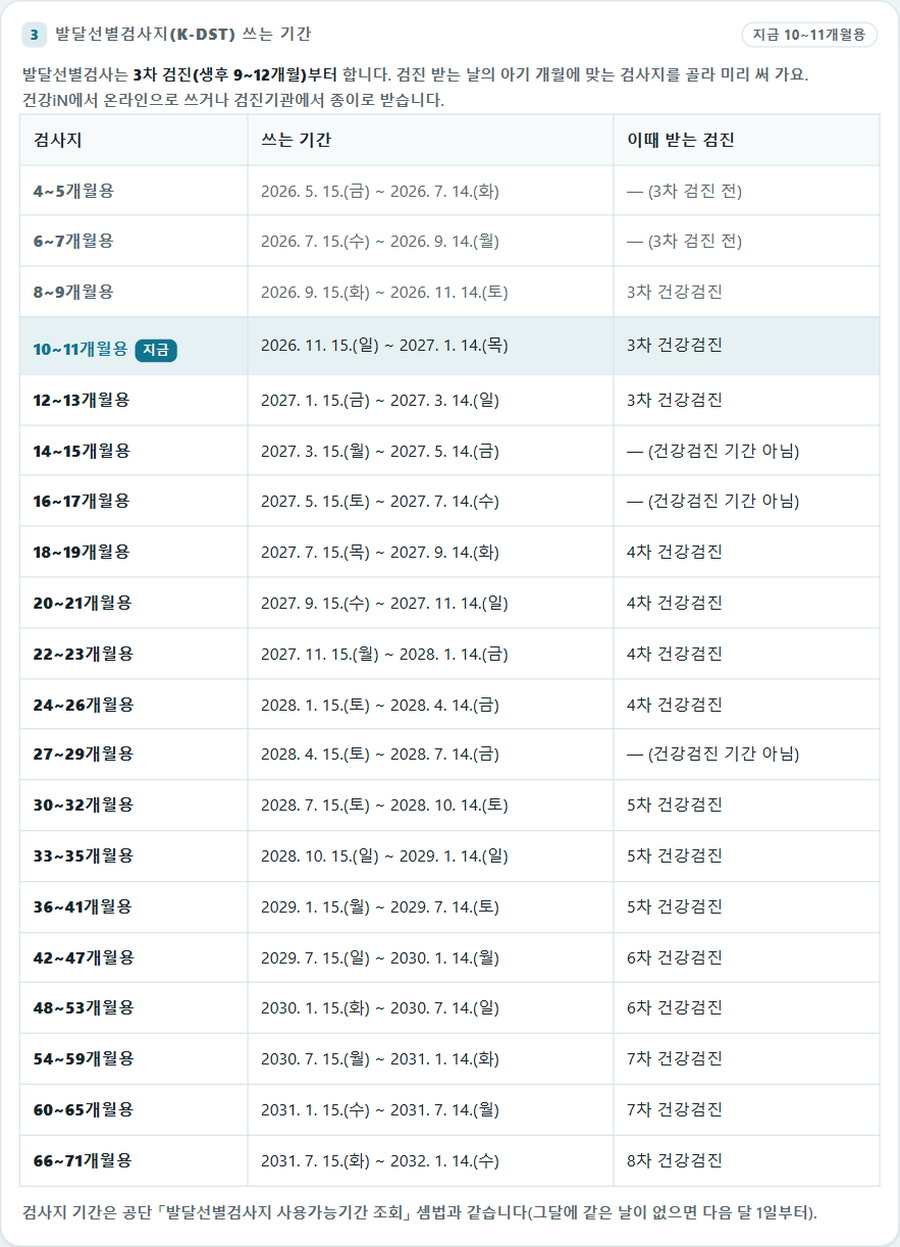 3 발달선별검사지(K-DST) 쓰는 기간
지금 10~11개월용
발달선별검사는 3차 검진(생후 9~12개월)부터 합니다. 검진 받는 날의 아기 개월에 맞는 검사지를 골라 미리 써 가요.
건강iN에서 온라인으로 쓰거나 검진기관에서 종이로 받습니다.
검사지 쓰는 기간 이때 받는 검진
4~5개월용 2026. 5. 15.(금) ~ 2026. 7. 14.(화) — (3차 검진 전)
6~7개월용 2026. 7. 15.(수) ~ 2026. 9. 14.(월) — (3차 검진 전)
8~9개월용 2026. 9. 15.(화) ~ 2026. 11. 14.(토) 3차 건강검진
10~11개월용 지금 2026. 11. 15.(일) ~ 2027. 1. 14.(목) 3차 건강검진
12~13개월용 2027. 1. 15.(금) ~ 2027. 3. 14.(일) 3차 건강검진
14~15개월용 2027. 3. 15.(월) ~ 2027. 5. 14.(금) — (건강검진 기간 아님)
16~17개월용 2027. 5. 15.(토) ~ 2027. 7. 14.(수) — (건강검진 기간 아님)
18~19개월용 2027. 7. 15.(목) ~ 2027. 9. 14.(화) 4차 건강검진
20~21개월용 2027. 9. 15.(수) ~ 2027. 11. 14.(일) 4차 건강검진
22~23개월용 2027. 11. 15.(월) ~ 2028. 1. 14.(금) 4차 건강검진
24~26개월용 2028. 1. 15.(토) ~ 2028. 4. 14.(금) 4차 건강검진
27~29개월용 2028. 4. 15.(토) ~ 2028. 7. 14.(금) — (건강검진 기간 아님)
30~32개월용 2028. 7. 15.(토) ~ 2028. 10. 14.(토) 5차 건강검진
33~35개월용 2028. 10. 15.(일) ~ 2029. 1. 14.(일) 5차 건강검진
36~41개월용 2029. 1. 15.(월) ~ 2029. 7. 14.(토) 5차 건강검진
42~47개월용 2029. 7. 15.(일) ~ 2030. 1. 14.(월) 6차 건강검진
48~53개월용 2030. 1. 15.(화) ~ 2030. 7. 14.(일) 6차 건강검진
54~59개월용 2030. 7. 15.(월) ~ 2031. 1. 14.(화) 7차 건강검진
60~65개월용 2031. 1. 15.(수) ~ 2031. 7. 14.(월) 7차 건강검진
66~71개월용 2031. 7. 15.(화) ~ 2032. 1. 14.(수) 8차 건강검진
검사지 기간은 공단 「발달선별검사지 사용가능기간 조회」 셈법과 같습니다(그달에 같은 날이 없으면 다음 달 1일부터).